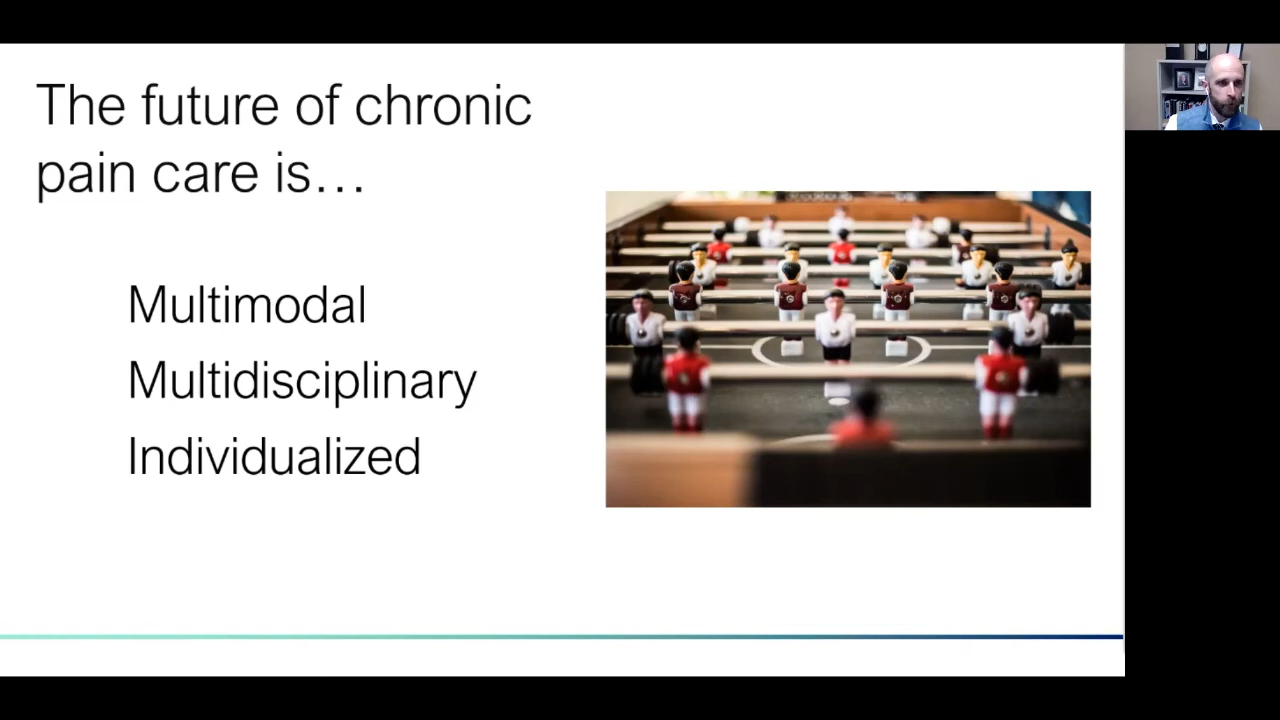 The future of chronic
pain care is…
Multimodal
Multidisciplinary
Individualized